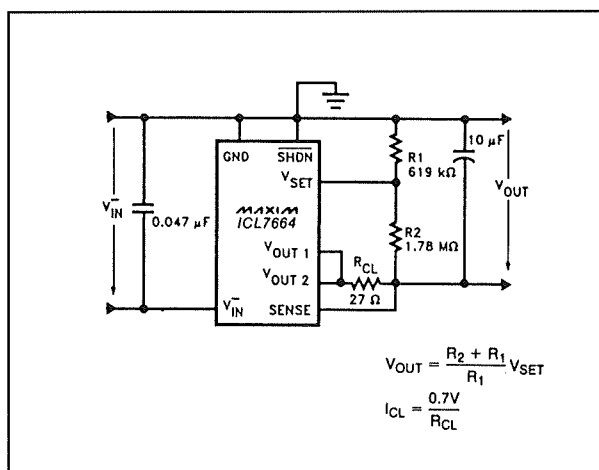 GND
SHDN
R1
619 kΩ
10 µF
VSET
VOUT
V−IN
0.047 µF
MAXIM
ICL7664
R2
1.78 MΩ
VOUT 1
VOUT 2
RCL
27 Ω
V−IN
SENSE
VOUT = R2 + R1 / R1 VSET
ICL = 0.7V / RCL